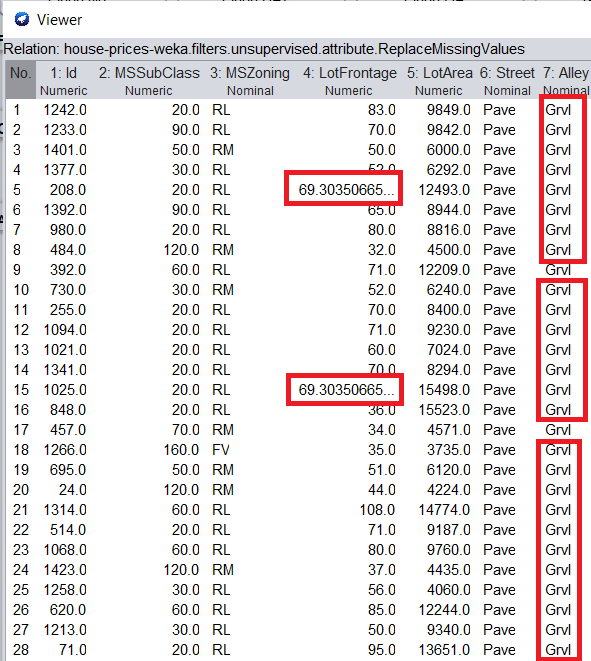 Viewer
Relation: house-prices-weka.filters.unsupervised.attribute.ReplaceMissingValues
No. 1: Id 2: MSSubClass 3: MSZoning 4: LotFrontage 5: LotArea 6: Street 7: Alley
Numeric Numeric Nominal Numeric Numeric Nominal Nominal
1 1242.0 20.0 RL 83.0 9849.0 Pave Grvl
2 1233.0 90.0 RL 70.0 9842.0 Pave Grvl
3 1401.0 50.0 RM 50.0 6000.0 Pave Grvl
4 1377.0 30.0 RL 52.0 6292.0 Pave Grvl
5 208.0 20.0 RL 69.30350665... 12493.0 Pave Grvl
6 1392.0 90.0 RL 65.0 8944.0 Pave Grvl
7 980.0 20.0 RL 80.0 8816.0 Pave Grvl
8 484.0 120.0 RM 32.0 4500.0 Pave Grvl
9 392.0 60.0 RL 71.0 12209.0 Pave Grvl
10 730.0 30.0 RM 52.0 6240.0 Pave Grvl
11 255.0 20.0 RL 70.0 8400.0 Pave Grvl
12 1094.0 20.0 RL 71.0 9230.0 Pave Grvl
13 1021.0 20.0 RL 60.0 7024.0 Pave Grvl
14 1341.0 20.0 RL 70.0 8294.0 Pave Grvl
15 1025.0 20.0 RL 69.30350665... 15498.0 Pave Grvl
16 848.0 20.0 RL 36.0 15523.0 Pave Grvl
17 457.0 70.0 RM 34.0 4571.0 Pave Grvl
18 1266.0 160.0 FV 35.0 3735.0 Pave Grvl
19 695.0 50.0 RM 51.0 6120.0 Pave Grvl
20 24.0 120.0 RM 44.0 4224.0 Pave Grvl
21 1314.0 60.0 RL 108.0 14774.0 Pave Grvl
22 514.0 20.0 RL 71.0 9187.0 Pave Grvl
23 1068.0 60.0 RL 80.0 9760.0 Pave Grvl
24 1423.0 120.0 RM 37.0 4435.0 Pave Grvl
25 1258.0 30.0 RL 56.0 4060.0 Pave Grvl
26 620.0 60.0 RL 85.0 12244.0 Pave Grvl
27 1213.0 30.0 RL 50.0 9340.0 Pave Grvl
28 71.0 20.0 RL 95.0 13651.0 Pave Grvl